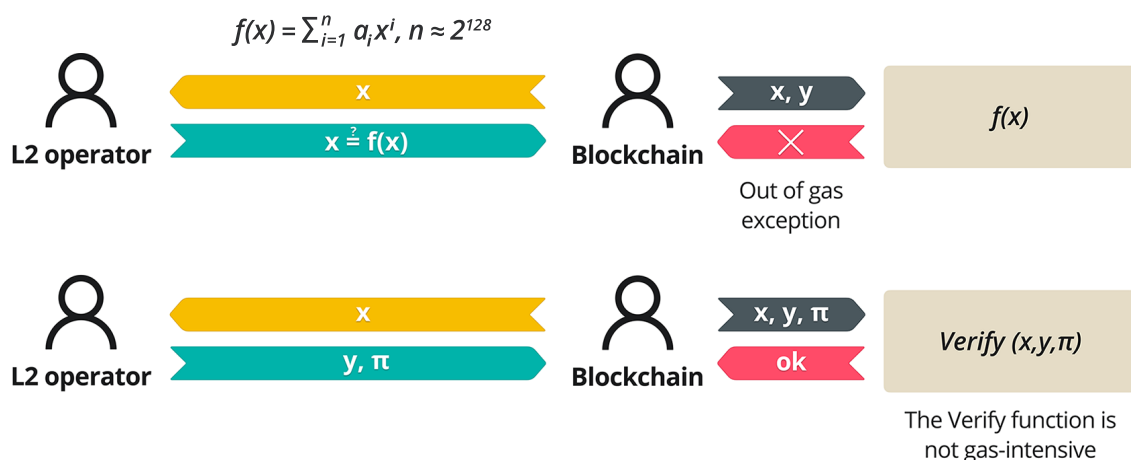 f(x) = ∑ⁿᵢ₌₁ aᵢxⁱ, n ≈ 2¹²⁸
x
x, y
f(x)
x ≟ f(x)
L2 operator
Blockchain
Out of gas
exception
x
x, y, π
Verify (x,y,π)
y, π
ok
L2 operator
Blockchain
The Verify function is
not gas-intensive